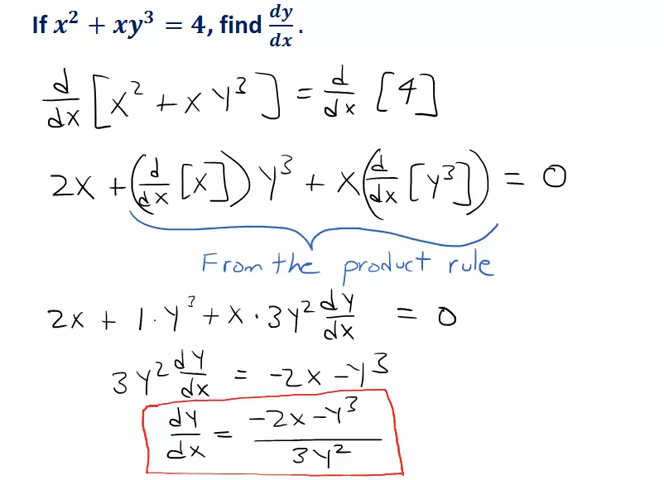 If x² + xy³ = 4, find dy/dx.
d/dx [x² + xy³] = d/dx [4]
2x + (d/dx [x]) y³ + x(d/dx [y³]) = 0
From the product rule
2x + 1·y³ + x·3y² dy/dx = 0
3y² dy/dx = -2x - y³
dy/dx = (-2x - y³)/(3y²)